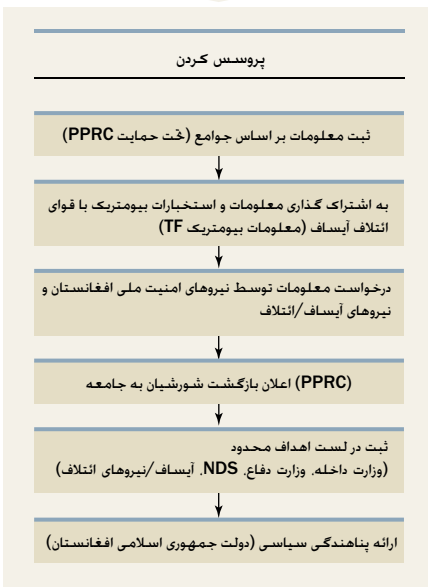 پروسس کردن
ثبت معلومات بر اساس جوامع (تحت حمایت PPRC)
به اشتراک گذاری معلومات و استخبارات بیومتریک با قوای
ائتلاف آیساف (معلومات بیومتریک TF)
درخواست معلومات توسط نیروهای امنیت ملی افغانستان و
نیروهای آیساف/ائتلاف
(PPRC) اعلان بازگشت شورشیان به جامعه
ثبت در لست اهداف محدود
(وزارت داخله، وزارت دفاع، NDS، آیساف/نیروهای ائتلاف)
ارائه پناهندگی سیاسی (دولت جمهوری اسلامی افغانستان)